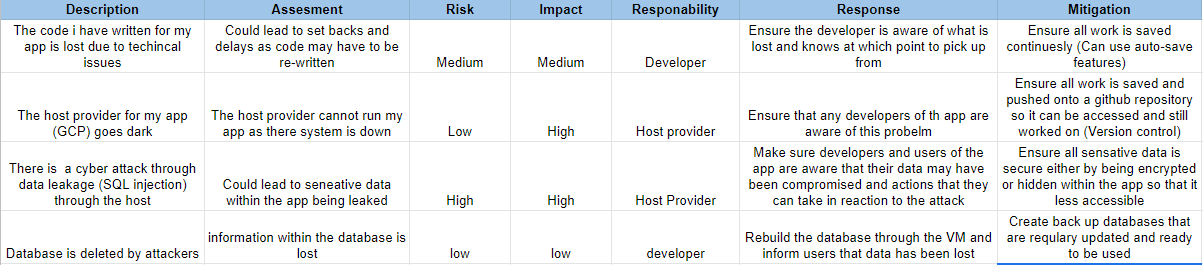 Description Assesment Risk Impact Responability Response Mitigation
The code i have written for my
app is lost due to techincal
issues
Could lead to set backs and
delays as code may have to be
re-written
Medium
Medium
Developer
Ensure the developer is aware of what is
lost and knows at which point to pick up
from
Ensure all work is saved
continuesly (Can use auto-save
features)
The host provider for my app
(GCP) goes dark
The host provider cannot run my
app as there system is down
Low
High
Host provider
Ensure that any developers of th app are
aware of this probelm
Ensure all work is saved and
pushed onto a github repository
so it can be accessed and still
worked on (Version control)
There is a cyber attack through
data leakage (SQL injection)
through the host
Could lead to seneative data
within the app being leaked
High
High
Host Provider
Make sure developers and users of the
app are aware that their data may have
been compromised and actions that they
can take in reaction to the attack
Ensure all sensative data is
secure either by being encrypted
or hidden within the app so that it
less accessible
Database is deleted by attackers
information within the database is
lost
low
low
developer
Rebuild the database through the VM and
inform users that data has been lost
Create back up databases that
are requlary updated and ready
to be used